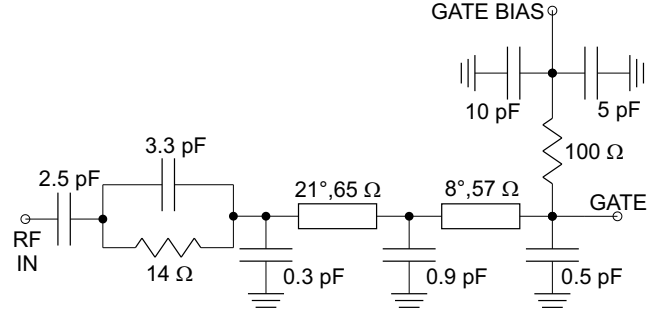 GATE BIAS
10 pF
5 pF
3.3 pF
100 Ω
2.5 pF
21°,65 Ω
8°,57 Ω
GATE
RF
IN
14 Ω
0.3 pF
0.9 pF
0.5 pF